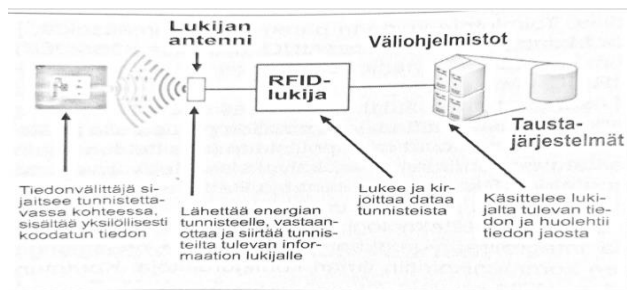 Lukijan
antenni
Väliohjelmistot
RFID-
lukija
Tausta-
järjestelmät
Tiedonvälittäjä si-
jaitsee tunnistetta-
vassa kohteessa,
sisältää yksilöllisesti
koodatun tiedon
Lähettää energian
tunnisteelle, vastaan-
ottaa ja siirtää tunnis-
teilta tulevan infor-
maation lukijalle
Lukee ja kir-
joittaa dataa
tunnisteista
Käsittelee luki-
jalta tulevan tie-
don ja huolehtii
tiedon jaosta